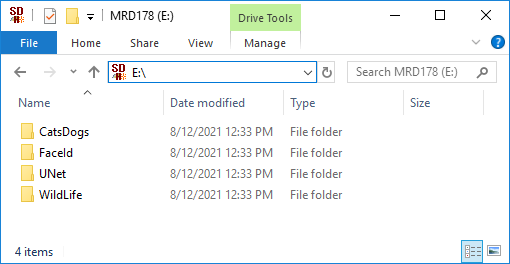 SD MRD178 (E:) Drive Tools
File Home Share View Manage
SD E:\ Search MRD178 (E:)
Name Date modified Type Size
CatsDogs 8/12/2021 12:33 PM File folder
FaceId 8/12/2021 12:33 PM File folder
UNet 8/12/2021 12:33 PM File folder
WildLife 8/12/2021 12:33 PM File folder
4 items